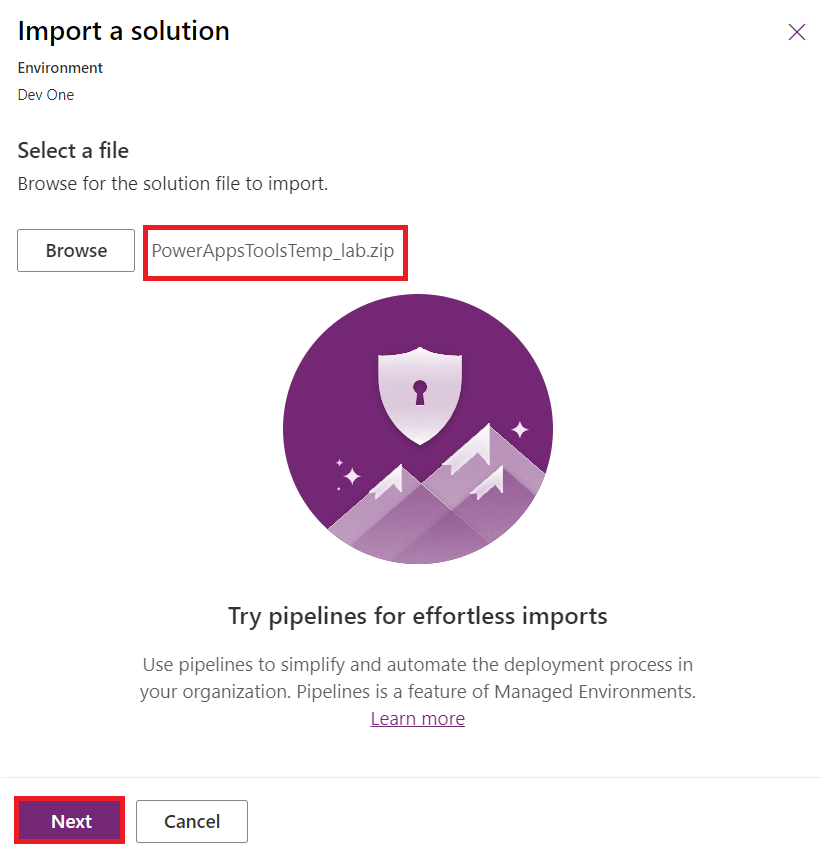 Import a solution
Environment
Dev One
Select a file
Browse for the solution file to import.
Browse
PowerAppsToolsTemp_lab.zip
Try pipelines for effortless imports
Use pipelines to simplify and automate the deployment process in
your organization. Pipelines is a feature of Managed Environments.
Learn more
Next
Cancel